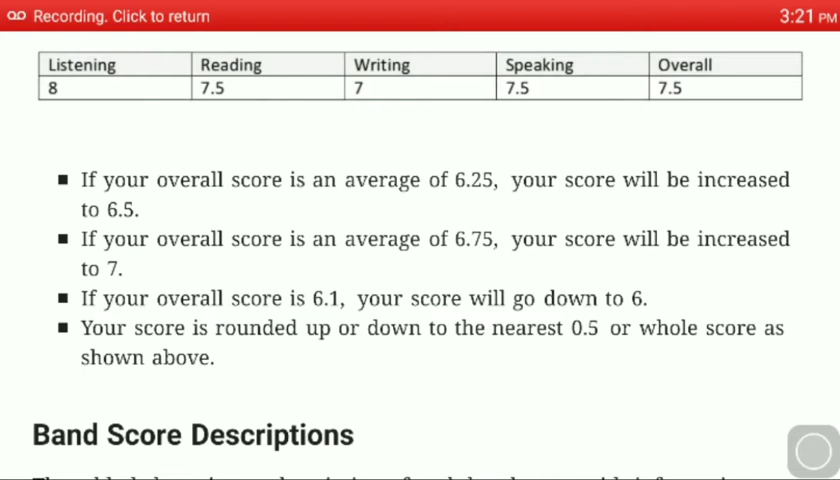 Recording. Click to return 3:21 PM
Listening Reading Writing Speaking Overall
8 7.5 7 7.5 7.5
▪ If your overall score is an average of 6.25, your score will be increased
to 6.5.
▪ If your overall score is an average of 6.75, your score will be increased
to 7.
▪ If your overall score is 6.1, your score will go down to 6.
▪ Your score is rounded up or down to the nearest 0.5 or whole score as
shown above.
Band Score Descriptions